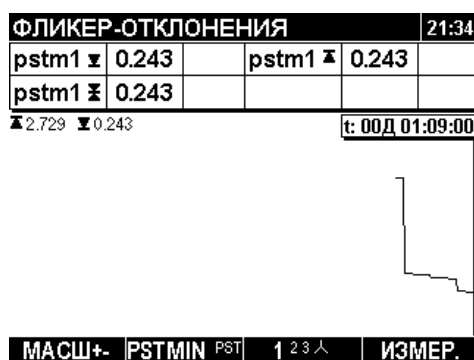 ФЛИКЕР-ОТКЛОНЕНИЯ 21:34
pstm1 0.243 pstm1 0.243
pstm1 0.243
2.729 0.243 t: 00Д 01:09:00
МАСШ+- PSTMIN PST 1 2 3 ИЗМЕР.